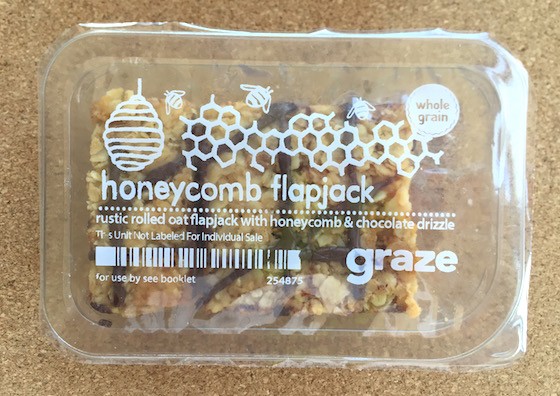 whole
grain
honeycomb flapjack
rustic rolled oat flapjack with honeycomb & chocolate drizzle
This Unit Not Labeled For Individual Sale
graze
for use by see booklet 254875